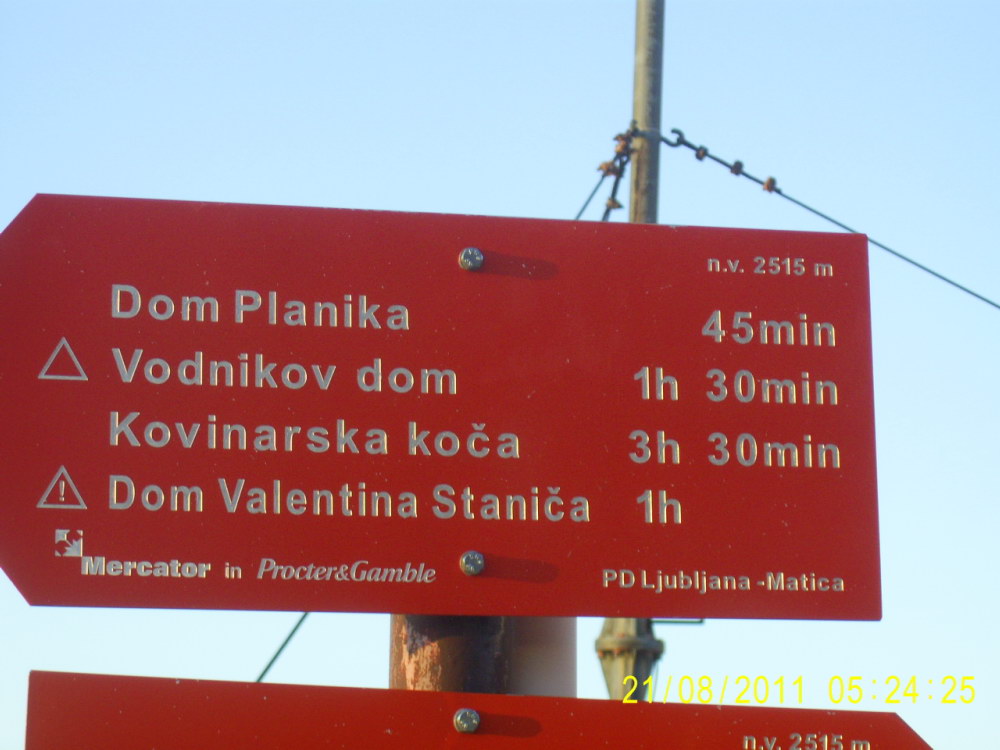 n.v. 2515 m
Dom Planika 45min
Vodnikov dom 1h 30min
Kovinarska koča 3h 30min
! Dom Valentina Staniča 1h
Mercator in Procter&Gamble PD Ljubljana -Matica
21/08/2011 05:24:25
n.v. 2515 m